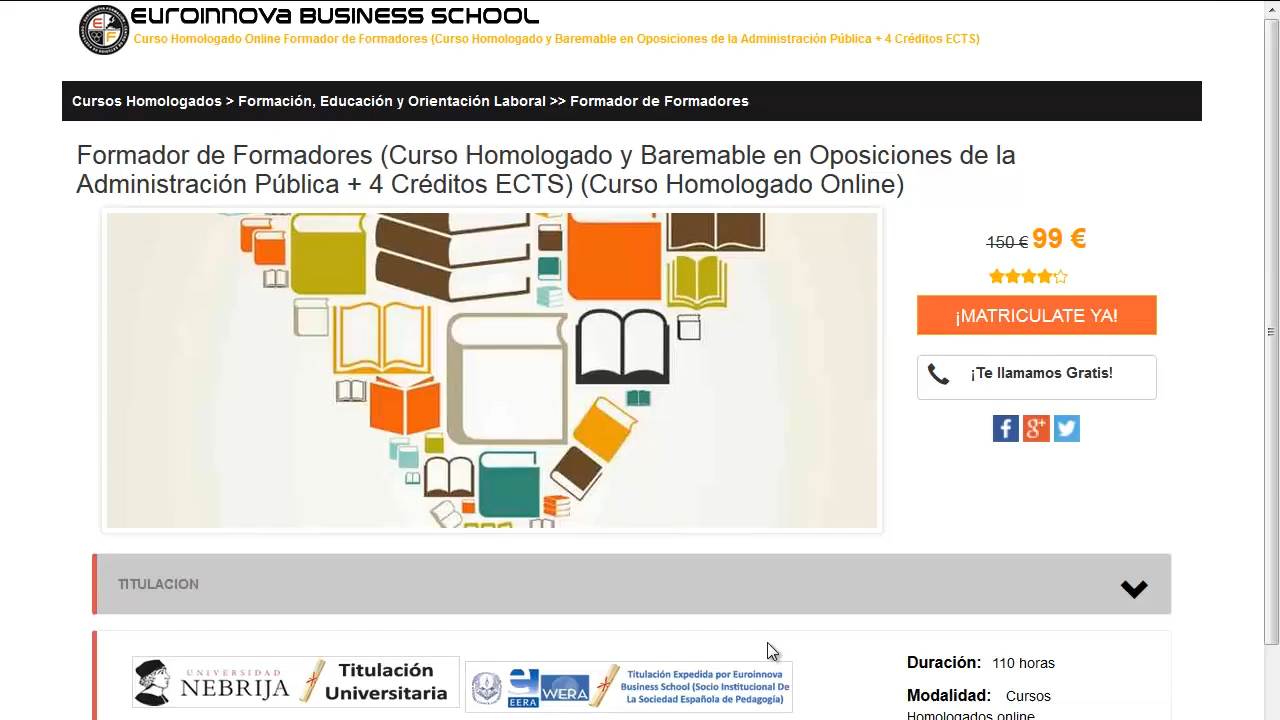 EUROINNOVA BUSINESS SCHOOL
Curso Homologado Online Formador de Formadores (Curso Homologado y Baremable en Oposiciones de la Administración Pública + 4 Créditos ECTS)
Cursos Homologados > Formación, Educación y Orientación Laboral >> Formador de Formadores
Formador de Formadores (Curso Homologado y Baremable en Oposiciones de la
Administración Pública + 4 Créditos ECTS) (Curso Homologado Online)
150 € 99 €
¡MATRICULATE YA!
¡Te llamamos Gratis!
TITULACION
UNIVERSIDAD
NEBRIJA
Titulación
Universitaria
EERA
WERA
Titulación Expedida por Euroinnova
Business School (Socio Institucional De
La Sociedad Española de Pedagogía)
Duración: 110 horas
Modalidad: Cursos
Homologados online